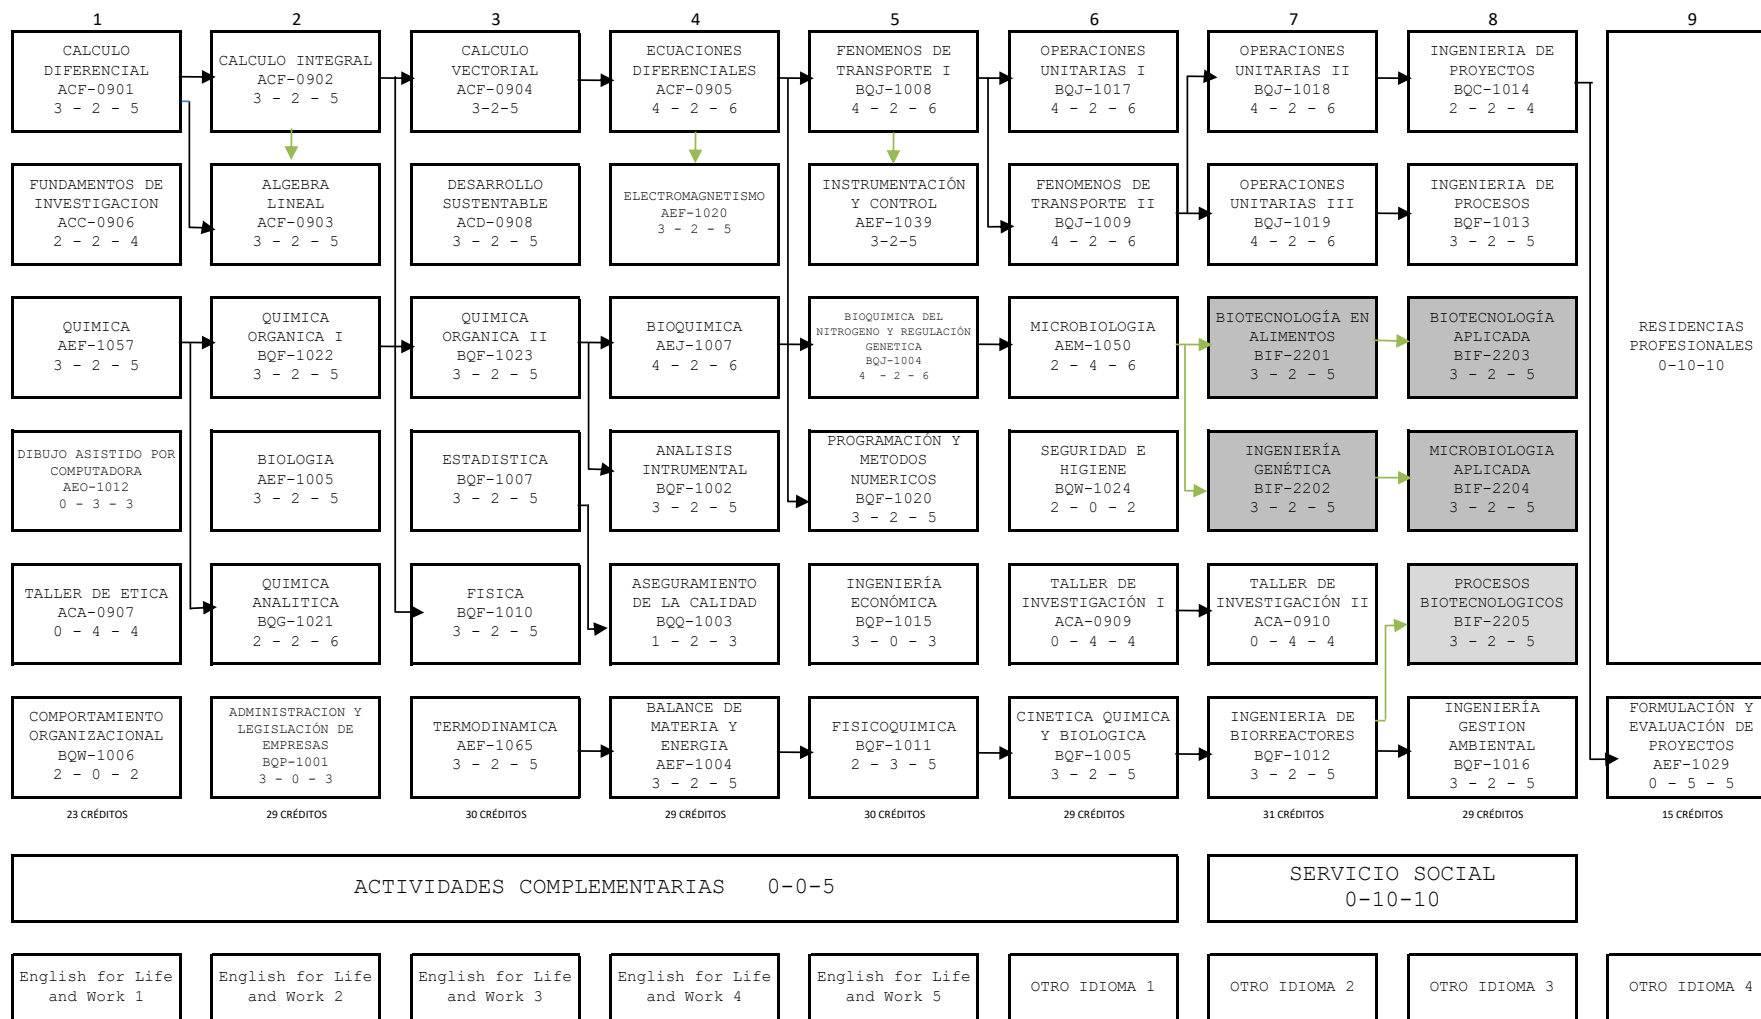 1
2
3
4
5
6
7
8
9
CALCULO
DIFERENCIAL
ACF-0901
3 - 2 - 5
CALCULO INTEGRAL
ACF-0902
3 - 2 - 5
CALCULO
VECTORIAL
ACF-0904
3-2-5
ECUACIONES
DIFERENCIALES
ACF-0905
4 - 2 - 6
FENOMENOS DE
TRANSPORTE I
BQJ-1008
4 - 2 - 6
OPERACIONES
UNITARIAS I
BQJ-1017
4 - 2 - 6
OPERACIONES
UNITARIAS II
BQJ-1018
4 - 2 - 6
INGENIERIA DE
PROYECTOS
BQC-1014
2 - 2 - 4
FUNDAMENTOS DE
INVESTIGACION
ACC-0906
2 - 2 - 4
ALGEBRA
LINEAL
ACF-0903
3 - 2 - 5
DESARROLLO
SUSTENTABLE
ACD-0908
3 - 2 - 5
ELECTROMAGNETISMO
AEF-1020
3 - 2 - 5
INSTRUMENTACIÓN
Y CONTROL
AEF-1039
3-2-5
FENOMENOS DE
TRANSPORTE II
BQJ-1009
4 - 2 - 6
OPERACIONES
UNITARIAS III
BQJ-1019
4 - 2 - 6
INGENIERIA DE
PROCESOS
BQF-1013
3 - 2 - 5
QUIMICA
AEF-1057
3 - 2 - 5
QUIMICA
ORGANICA I
BQF-1022
3 - 2 - 5
QUIMICA
ORGANICA II
BQF-1023
3 - 2 - 5
BIOQUIMICA
AEJ-1007
4 - 2 - 6
BIOQUIMICA DEL
NITROGENO Y REGULACIÓN
GENETICA
BQJ-1004
4 - 2 - 6
MICROBIOLOGIA
AEM-1050
2 - 4 - 6
BIOTECNOLOGÍA EN
ALIMENTOS
BIF-2201
3 - 2 - 5
BIOTECNOLOGÍA
APLICADA
BIF-2203
3 - 2 - 5
RESIDENCIAS
PROFESIONALES
0-10-10
DIBUJO ASISTIDO POR
COMPUTADORA
AEO-1012
0 - 3 - 3
BIOLOGIA
AEF-1005
3 - 2 - 5
ESTADISTICA
BQF-1007
3 - 2 - 5
ANALISIS
INTRUMENTAL
BQF-1002
3 - 2 - 5
PROGRAMACIÓN Y
METODOS
NUMERICOS
BQF-1020
3 - 2 - 5
SEGURIDAD E
HIGIENE
BQW-1024
2 - 0 - 2
INGENIERÍA
GENÉTICA
BIF-2202
3 - 2 - 5
MICROBIOLOGIA
APLICADA
BIF-2204
3 - 2 - 5
TALLER DE ETICA
ACA-0907
0 - 4 - 4
QUIMICA
ANALITICA
BQG-1021
2 - 2 - 6
FISICA
BQF-1010
3 - 2 - 5
ASEGURAMIENTO
DE LA CALIDAD
BQQ-1003
1 - 2 - 3
INGENIERÍA
ECONÓMICA
BQP-1015
3 - 0 - 3
TALLER DE
INVESTIGACIÓN I
ACA-0909
0 - 4 - 4
TALLER DE
INVESTIGACIÓN II
ACA-0910
0 - 4 - 4
PROCESOS
BIOTECNOLOGICOS
BIF-2205
3 - 2 - 5
COMPORTAMIENTO
ORGANIZACIONAL
BQW-1006
2 - 0 - 2
ADMINISTRACION Y
LEGISLACIÓN DE
EMPRESAS
BQP-1001
3 - 0 - 3
TERMODINAMICA
AEF-1065
3 - 2 - 5
BALANCE DE
MATERIA Y
ENERGIA
AEF-1004
3 - 2 - 5
FISICOQUIMICA
BQF-1011
2 - 3 - 5
CINETICA QUIMICA
Y BIOLOGICA
BQF-1005
3 - 2 - 5
INGENIERIA DE
BIORREACTORES
BQF-1012
3 - 2 - 5
INGENIERÍA
GESTION
AMBIENTAL
BQF-1016
3 - 2 - 5
FORMULACIÓN Y
EVALUACIÓN DE
PROYECTOS
AEF-1029
0 - 5 - 5
23 CRÉDITOS
29 CRÉDITOS
30 CRÉDITOS
29 CRÉDITOS
30 CRÉDITOS
29 CRÉDITOS
31 CRÉDITOS
29 CRÉDITOS
15 CRÉDITOS
ACTIVIDADES COMPLEMENTARIAS 0-0-5
SERVICIO SOCIAL
0-10-10
English for Life
and Work 1
English for Life
and Work 2
English for Life
and Work 3
English for Life
and Work 4
English for Life
and Work 5
OTRO IDIOMA 1
OTRO IDIOMA 2
OTRO IDIOMA 3
OTRO IDIOMA 4